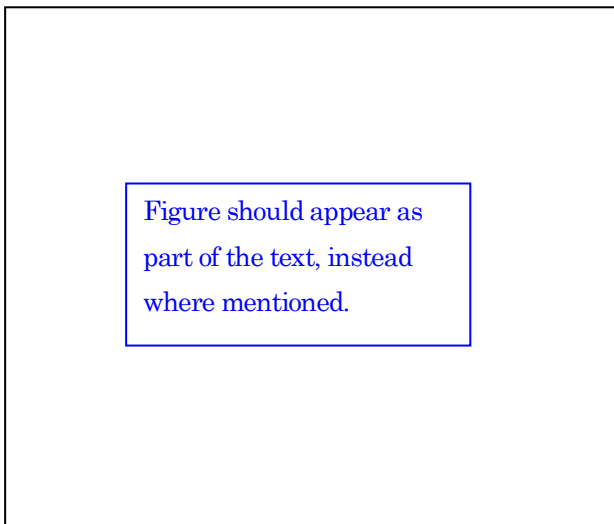 Figure should appear as
part of the text, instead
where mentioned.